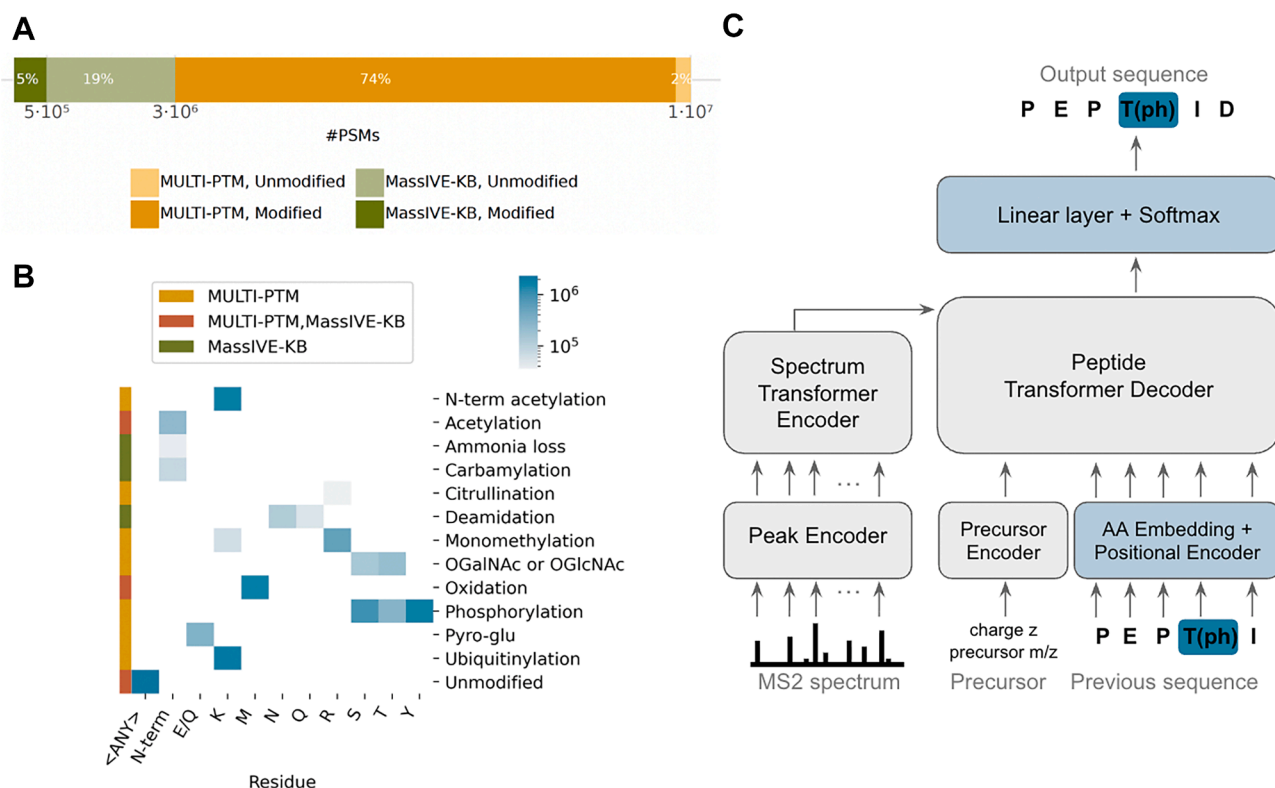 A
5%
19%
74%
2%
5·10⁵
3·10⁶
1·10⁷
#PSMs
MULTI-PTM, Unmodified
MassIVE-KB, Unmodified
MULTI-PTM, Modified
MassIVE-KB, Modified
B
MULTI-PTM
MULTI-PTM,MassIVE-KB
MassIVE-KB
10⁶
10⁵
N-term acetylation
Acetylation
Ammonia loss
Carbamylation
Citrullination
Deamidation
Monomethylation
OGalNAc or OGlcNAc
Oxidation
Phosphorylation
Pyro-glu
Ubiquitinylation
Unmodified
<ANY>
N-term
E/Q
K
M
N
Q
R
S
T
Y
Residue
C
Output sequence
P E P T(ph) I D
Linear layer + Softmax
Peptide
Transformer Decoder
Spectrum
Transformer
Encoder
...
Peak Encoder
Precursor
Encoder
AA Embedding +
Positional Encoder
...
charge z
precursor m/z
P E P T(ph) I
MS2 spectrum
Precursor
Previous sequence